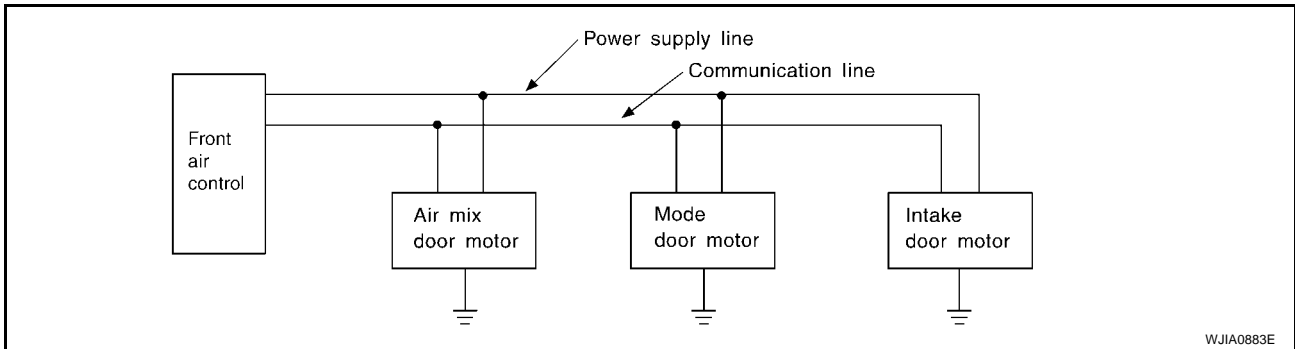 Power supply line
Communication line
Front
air
control
Air mix
door motor
Mode
door motor
Intake
door motor
WJIA0883E